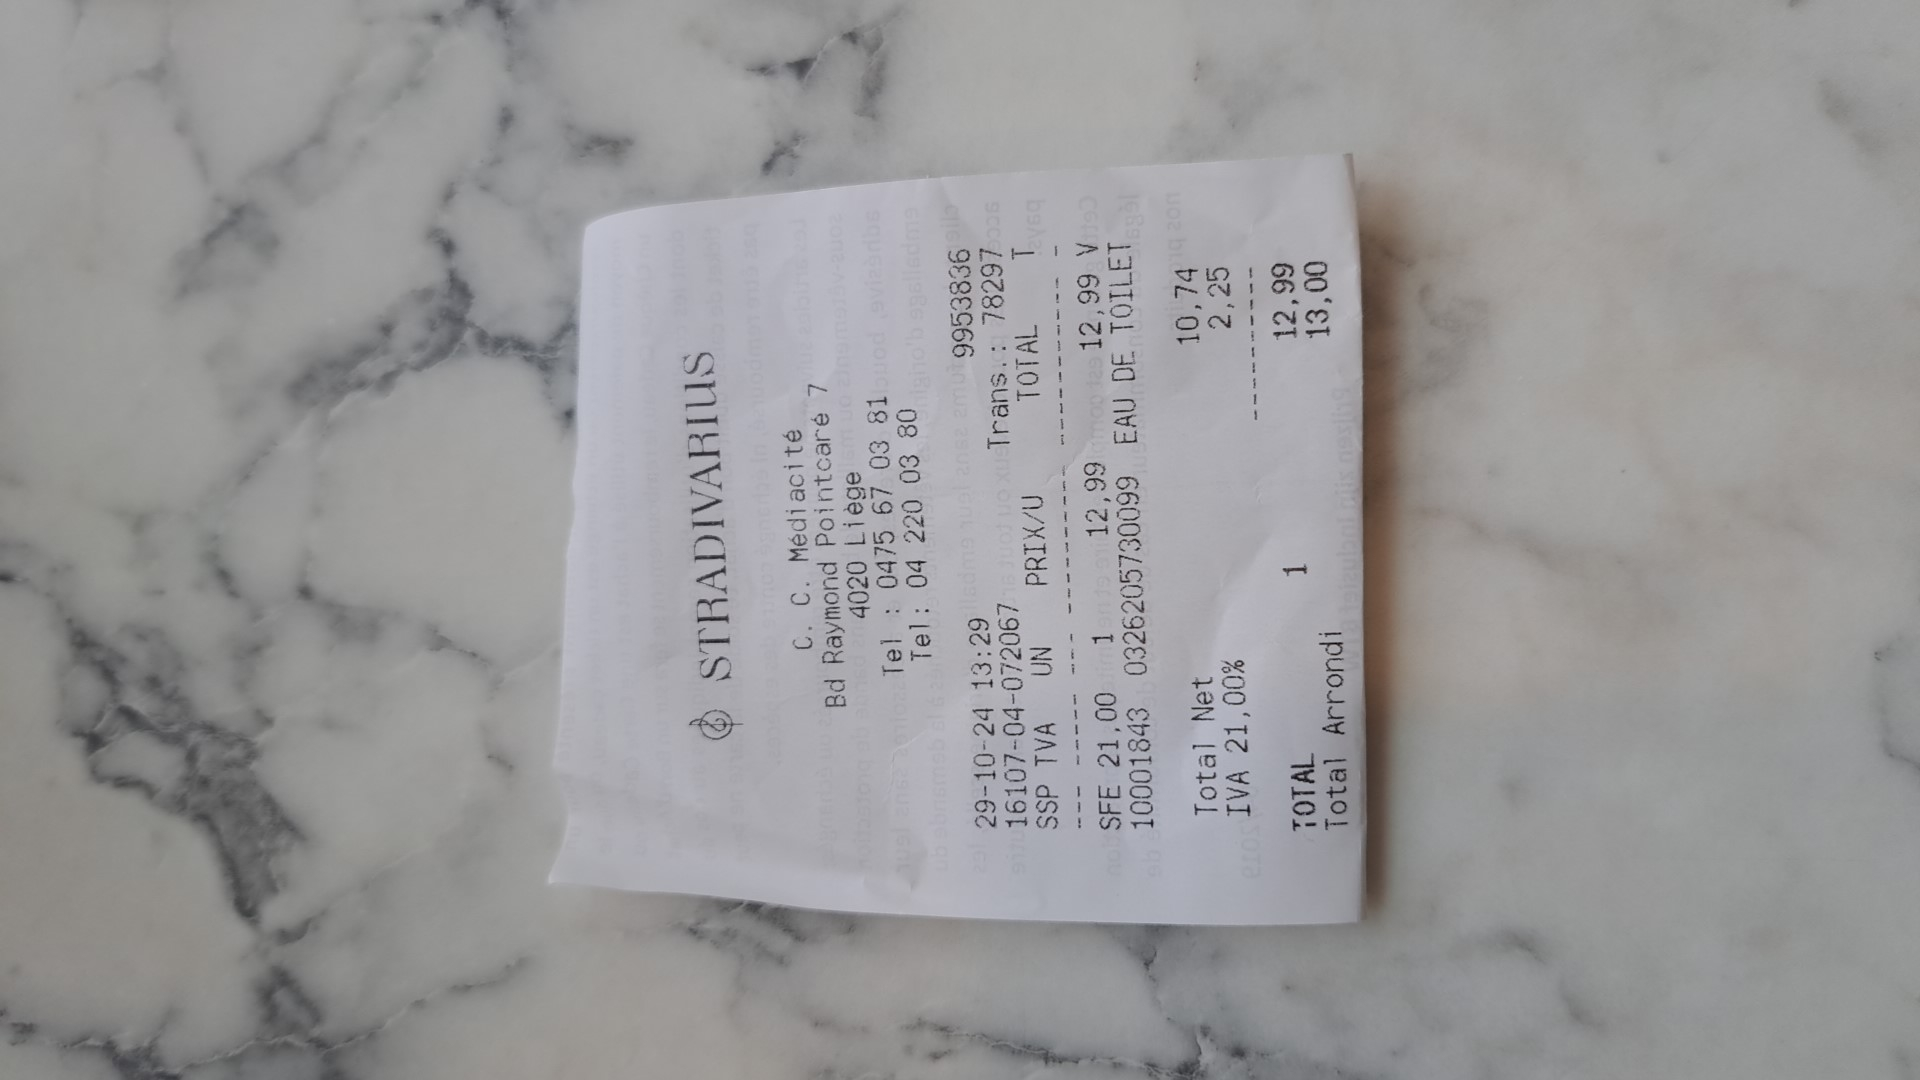 STRADIVARIUS
C. C. Médiacité
Bd Raymond Pointcaré 7
4020 Liège
Tel : 0475 67 03 81
Tel: 04 220 03 80
29-10-24 13:29 9953836
16107-04-072067 Trans.: 78297
SSP TVA UN PRIX/U TOTAL T
SFE 21,00 1 12,99 12,99 V
10001843 03262057300​99 EAU DE TOILET
Total Net 10,74
IVA 21,00% 2,25
TOTAL 1 12,99
Total Arrondi 13,00